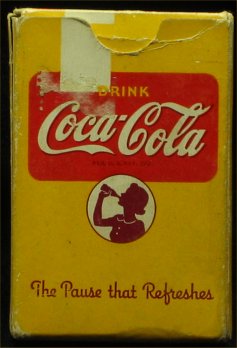 DRINK
Coca-Cola
The Pause that Refreshes